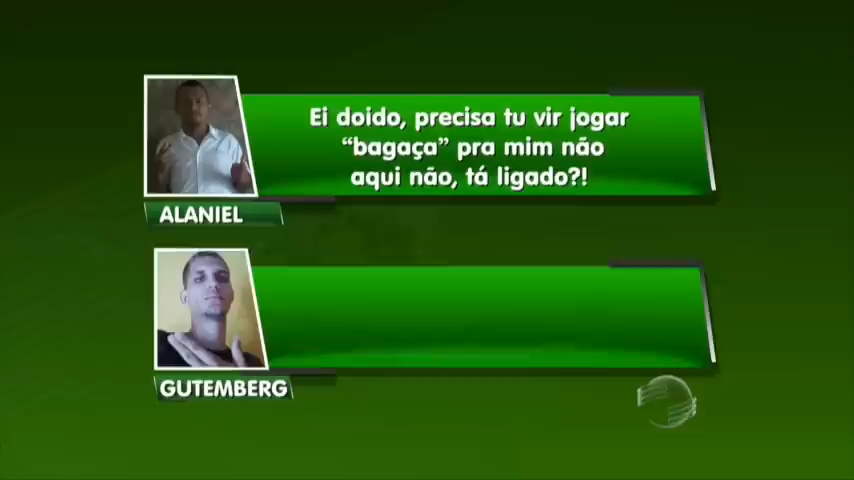 Ei doido, precisa tu vir jogar
“bagaça” pra mim não
aqui não, tá ligado?!
ALANIEL
GUTEMBERG